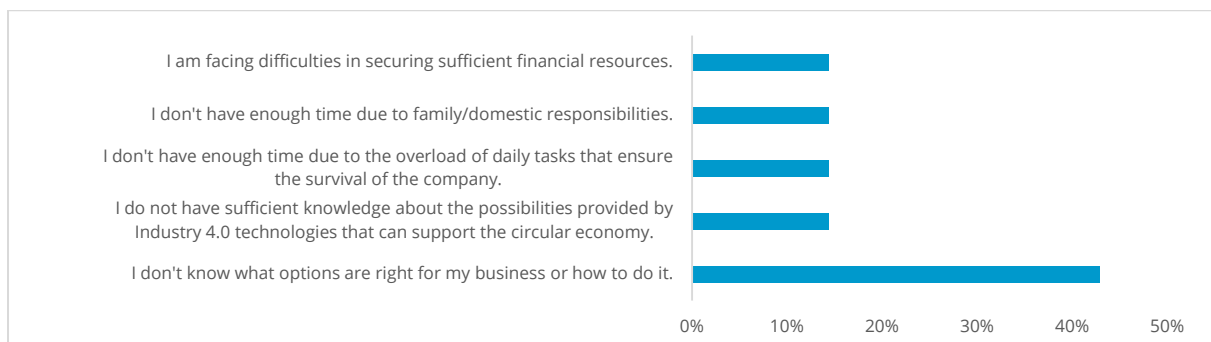 I am facing difficulties in securing sufficient financial resources.
I don't have enough time due to family/domestic responsibilities.
I don't have enough time due to the overload of daily tasks that ensure
the survival of the company.
I do not have sufficient knowledge about the possibilities provided by
Industry 4.0 technologies that can support the circular economy.
I don't know what options are right for my business or how to do it.
0% 10% 20% 30% 40% 50%